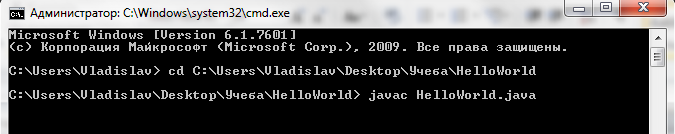 Администратор: C:\Windows\system32\cmd.exe
Microsoft Windows [Version 6.1.7601]
(c) Корпорация Майкрософт (Microsoft Corp.), 2009. Все права защищены.
C:\Users\Vladislav> cd C:\Users\Vladislav\Desktop\Учеба\HelloWorld
C:\Users\Vladislav\Desktop\Учеба\HelloWorld> javac HelloWorld.java